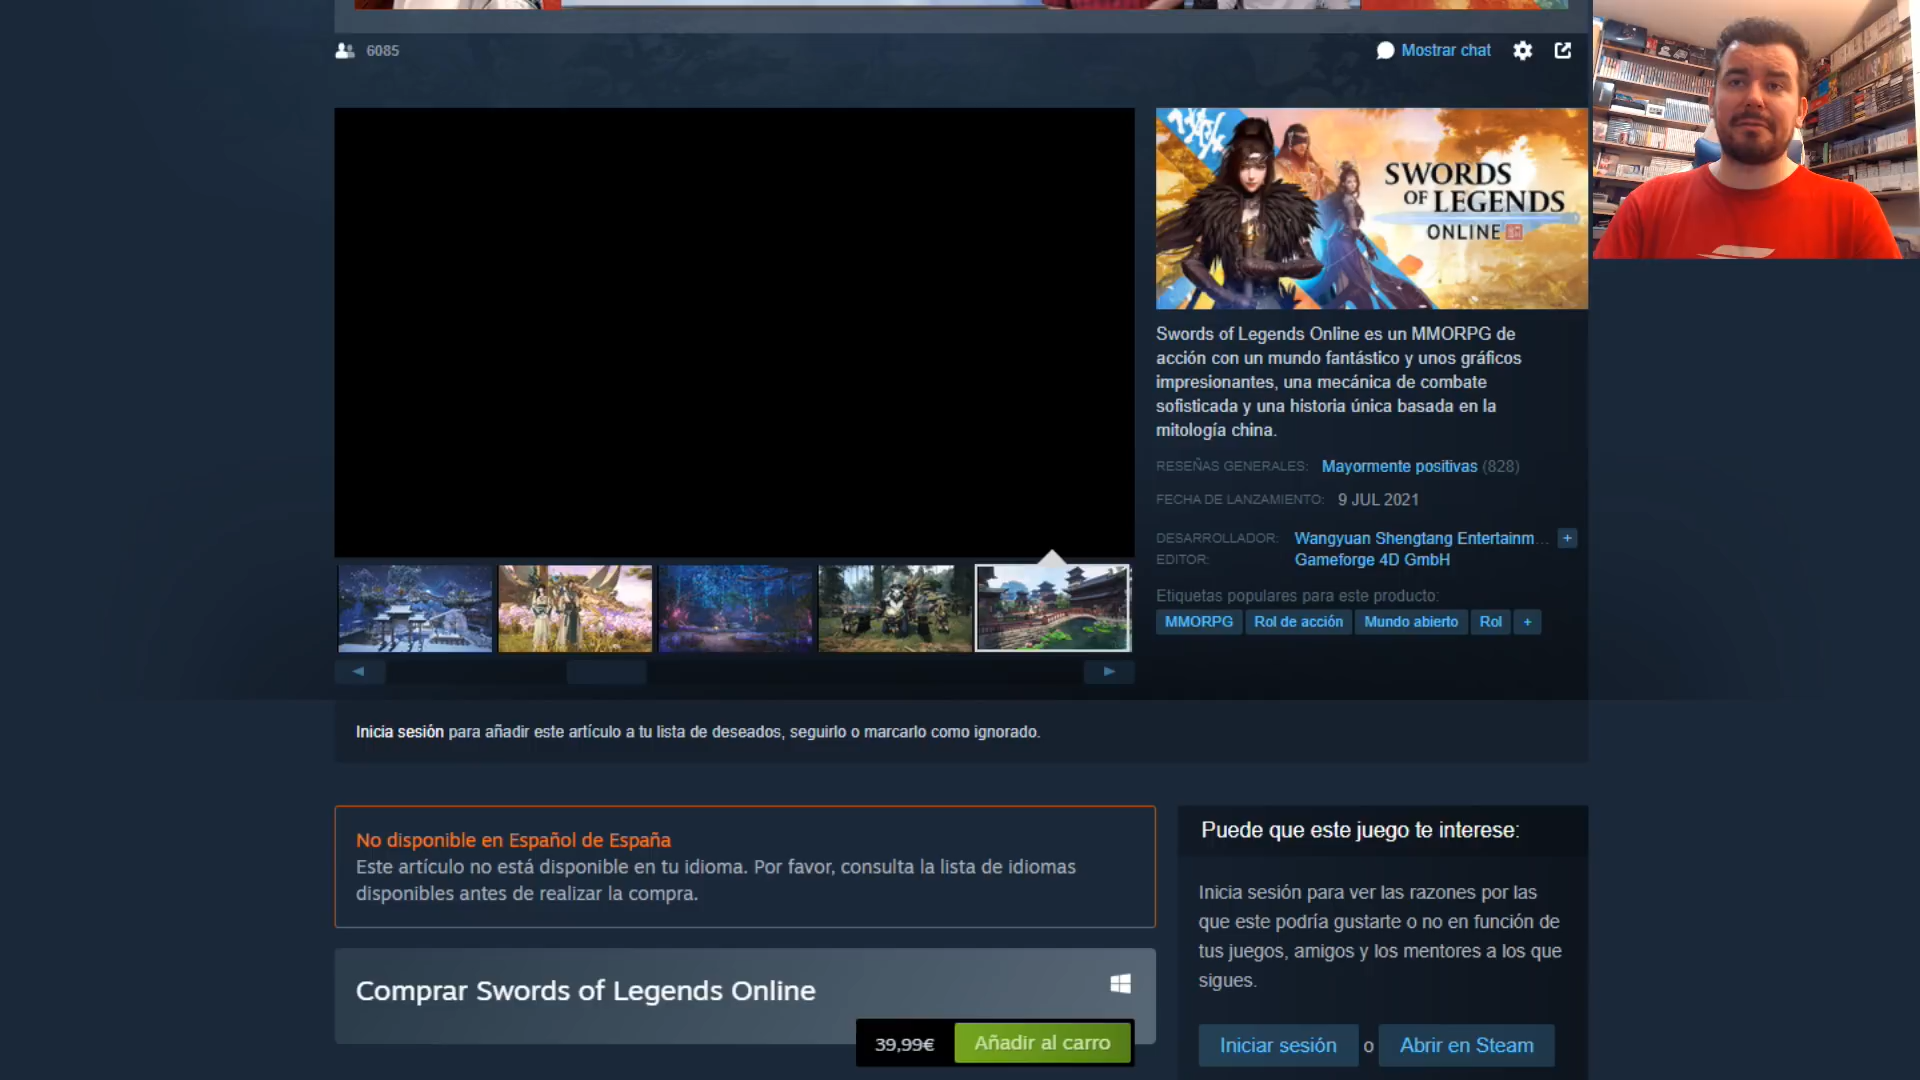 6085
Mostrar chat
SWORDS
OF LEGENDS
ONLINE
Swords of Legends Online es un MMORPG de
acción con un mundo fantástico y unos gráficos
impresionantes, una mecánica de combate
sofisticada y una historia única basada en la
mitología china.
RESEÑAS GENERALES: Mayormente positivas (828)
FECHA DE LANZAMIENTO: 9 JUL 2021
DESARROLLADOR: Wangyuan Shengtang Entertainm... +
EDITOR: Gameforge 4D GmbH
Etiquetas populares para este producto:
MMORPG Rol de acción Mundo abierto Rol +
Inicia sesión para añadir este artículo a tu lista de deseados, seguirlo o marcarlo como ignorado.
No disponible en Español de España
Este artículo no está disponible en tu idioma. Por favor, consulta la lista de idiomas
disponibles antes de realizar la compra.
Comprar Swords of Legends Online
39,99€ Añadir al carro
Puede que este juego te interese:
Inicia sesión para ver las razones por las
que este podría gustarte o no en función de
tus juegos, amigos y los mentores a los que
sigues.
Iniciar sesión o Abrir en Steam